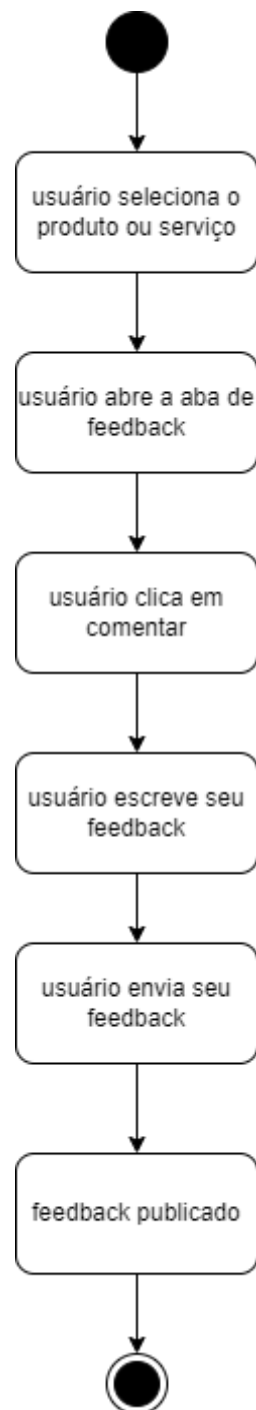 usuário seleciona o
produto ou serviço
usuário abre a aba de
feedback
usuário clica em
comentar
usuário escreve seu
feedback
usuário envia seu
feedback
feedback publicado